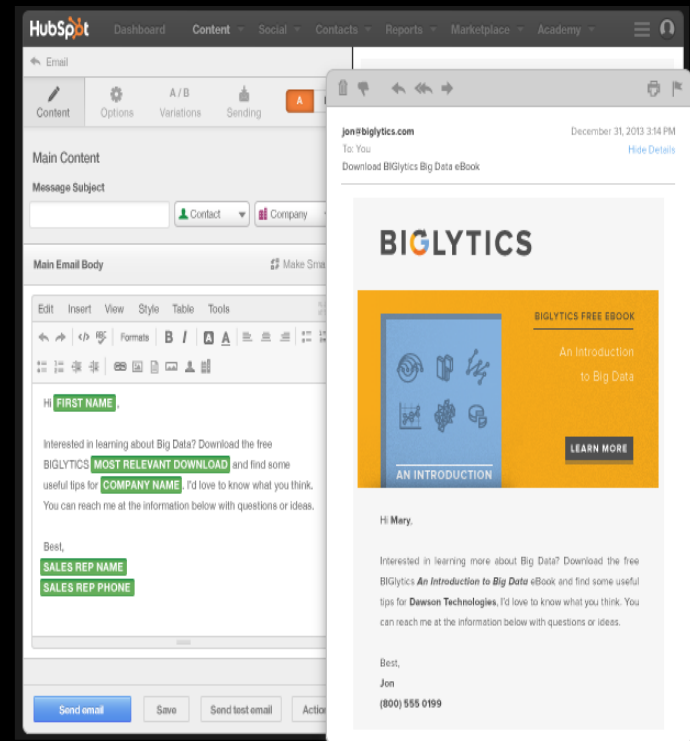 HubSpot Dashboard Content Social Contacts Reports Marketplace Academy
Email
Content Options A/B Variations Sending A
Main Content
Message Subject
Contact Company
Main Email Body Make Sma
Edit Insert View Style Table Tools
Formats B I A A
Hi FIRST NAME ,
Interested in learning about Big Data? Download the free
BIGLYTICS MOST RELEVANT DOWNLOAD and find some
useful tips for COMPANY NAME . I'd love to know what you think.
You can reach me at the information below with questions or ideas.
Best,
SALES REP NAME
SALES REP PHONE
Send email Save Send test email Action
jon@biglytics.com December 31, 2013 3:14 PM
To: You Hide Details
Download BIGlytics Big Data eBook
BIGLYTICS
BIGLYTICS FREE EBOOK
An Introduction
to Big Data
LEARN MORE
AN INTRODUCTION
Hi Mary,
Interested in learning more about Big Data? Download the free
BIGlytics An Introduction to Big Data eBook and find some useful
tips for Dawson Technologies, I'd love to know what you think. You
can reach me at the information below with questions or ideas.
Best,
Jon
(800) 555 0199